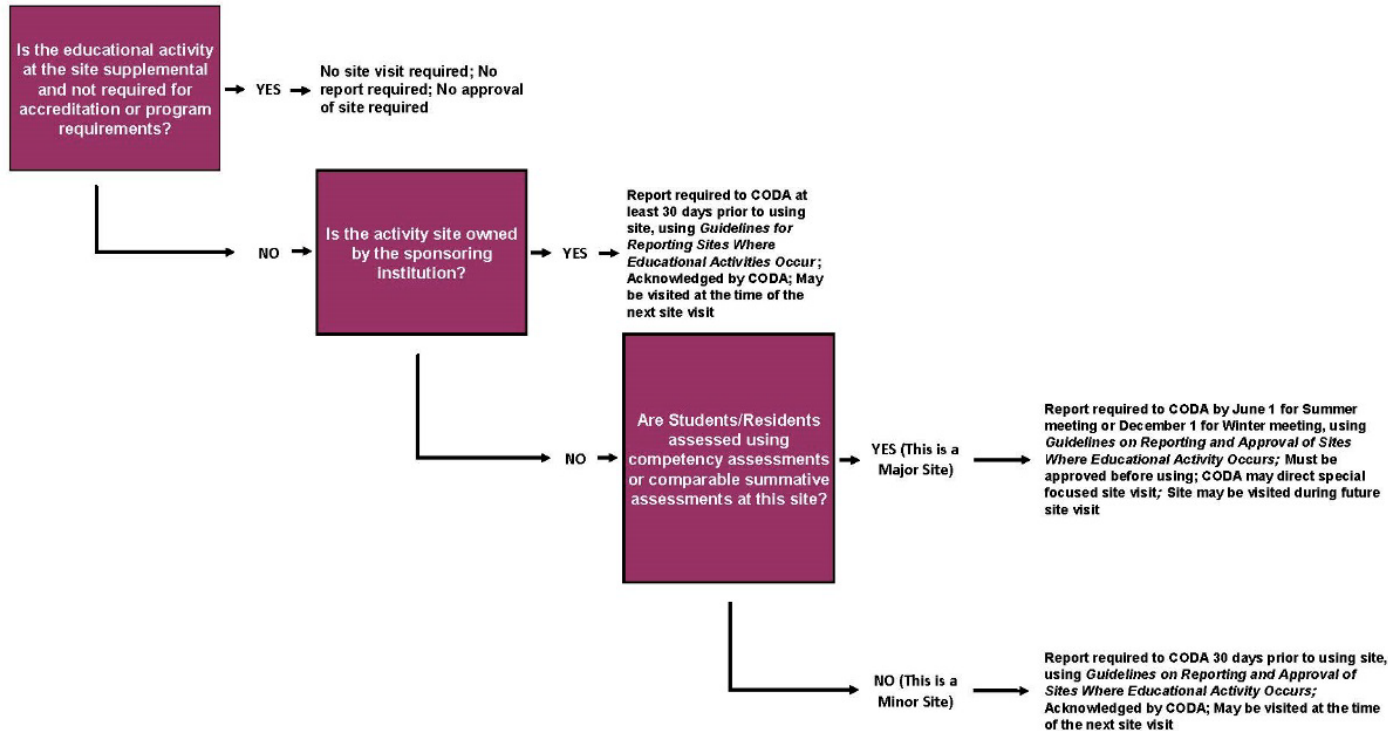 Is the educational activity
at the site supplemental
and not required for
accreditation or program
requirements?
YES
No site visit required; No
report required; No approval
of site required
NO
Is the activity site owned
by the sponsoring
institution?
YES
Report required to CODA at
least 30 days prior to using
site, using Guidelines for
Reporting Sites Where
Educational Activities Occur;
Acknowledged by CODA; May
be visited at the time of the
next site visit
NO
Are Students/Residents
assessed using
competency assessments
or comparable summative
assessments at this site?
YES (This is a
Major Site)
Report required to CODA by June 1 for Summer
meeting or December 1 for Winter meeting, using
Guidelines on Reporting and Approval of Sites
Where Educational Activity Occurs; Must be
approved before using; CODA may direct special
focused site visit; Site may be visited during future
site visit
NO (This is a
Minor Site)
Report required to CODA 30 days prior to using site,
using Guidelines on Reporting and Approval of
Sites Where Educational Activity Occurs;
Acknowledged by CODA; May be visited at the time
of the next site visit